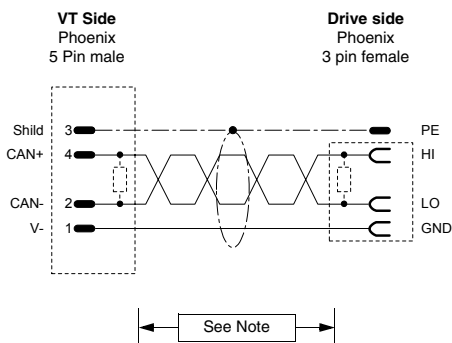 VT Side
Phoenix
5 Pin male
Drive side
Phoenix
3 pin female
Shild 3 PE
CAN+ 4 HI
CAN- 2 LO
V- 1 GND
See Note